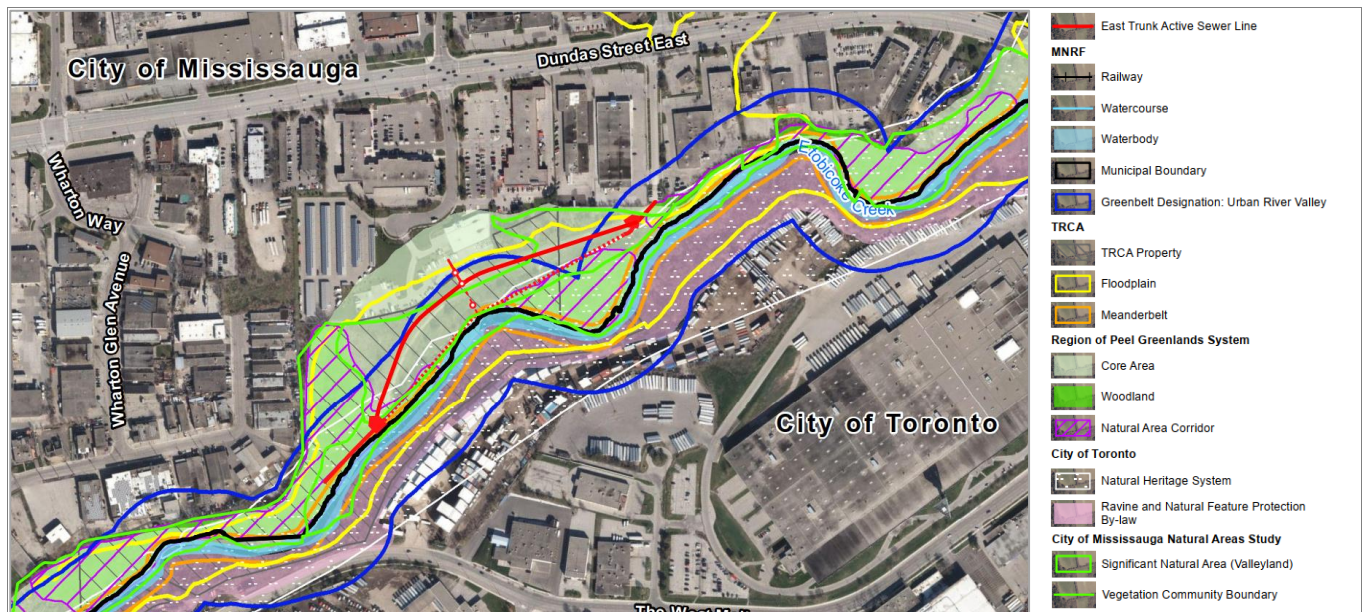 City of Mississauga
Dundas Street East
Wharton Way
Wharton Glen Avenue
Etobicoke Creek
City of Toronto
East Trunk Active Sewer Line
MNRF
Railway
Watercourse
Waterbody
Municipal Boundary
Greenbelt Designation: Urban River Valley
TRCA
TRCA Property
Floodplain
Meanderbelt
Region of Peel Greenlands System
Core Area
Woodland
Natural Area Corridor
City of Toronto
Natural Heritage System
Ravine and Natural Feature Protection
By-law
City of Mississauga Natural Areas Study
Significant Natural Area (Valleyland)
Vegetation Community Boundary